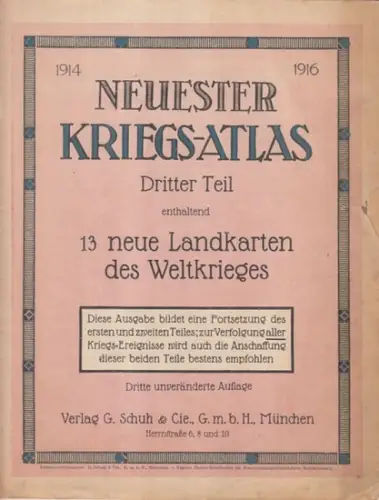 1914 1916
NEUESTER
KRIEGS-ATLAS
Dritter Teil
enthaltend
13 neue Landkarten
des Weltkrieges
Diese Ausgabe bildet eine Fortsetzung des
ersten und zweiten Teiles; zur Verfolgung aller
Kriegs-Ereignisse wird auch die Anschaffung
dieser beiden Teile bestens empfohlen
Dritte unveränderte Auflage
Verlag G. Schuh & Cie., G. m. b. H., München
Herrnstraße 6, 8 und 10